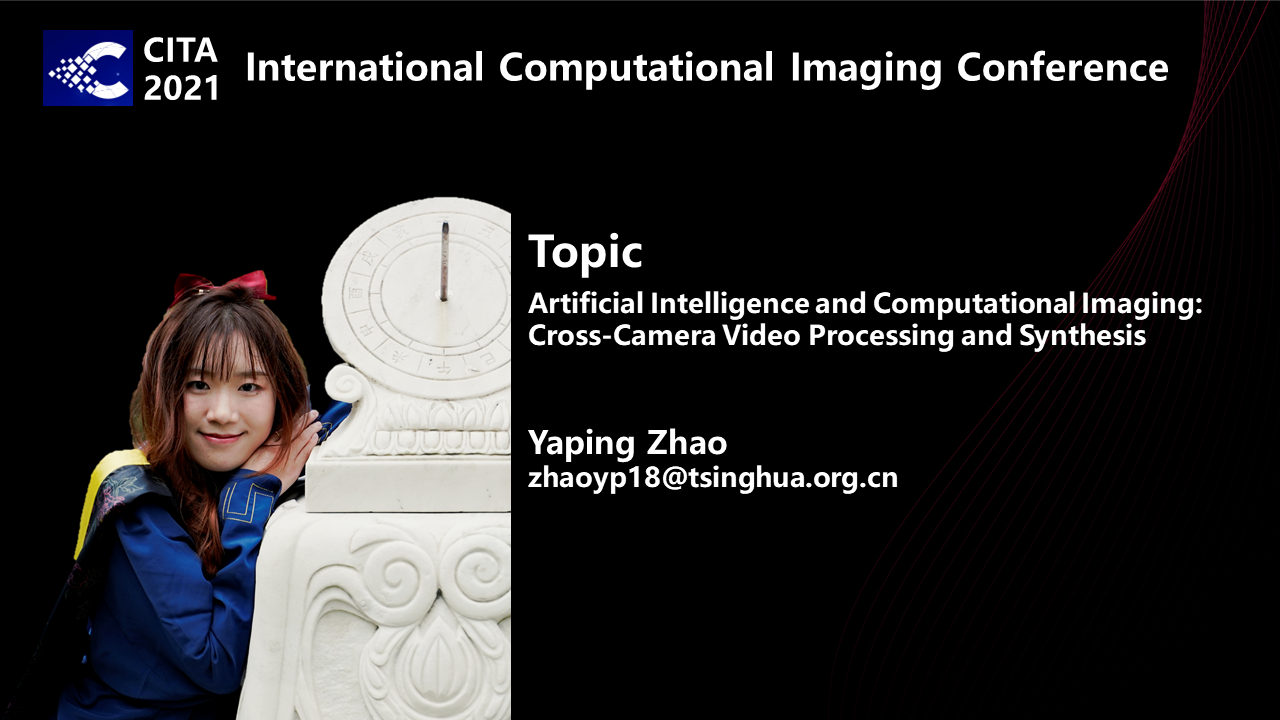 CITA
2021
International Computational Imaging Conference
Topic
Artificial Intelligence and Computational Imaging:
Cross-Camera Video Processing and Synthesis
Yaping Zhao
zhaoyp18@tsinghua.org.cn